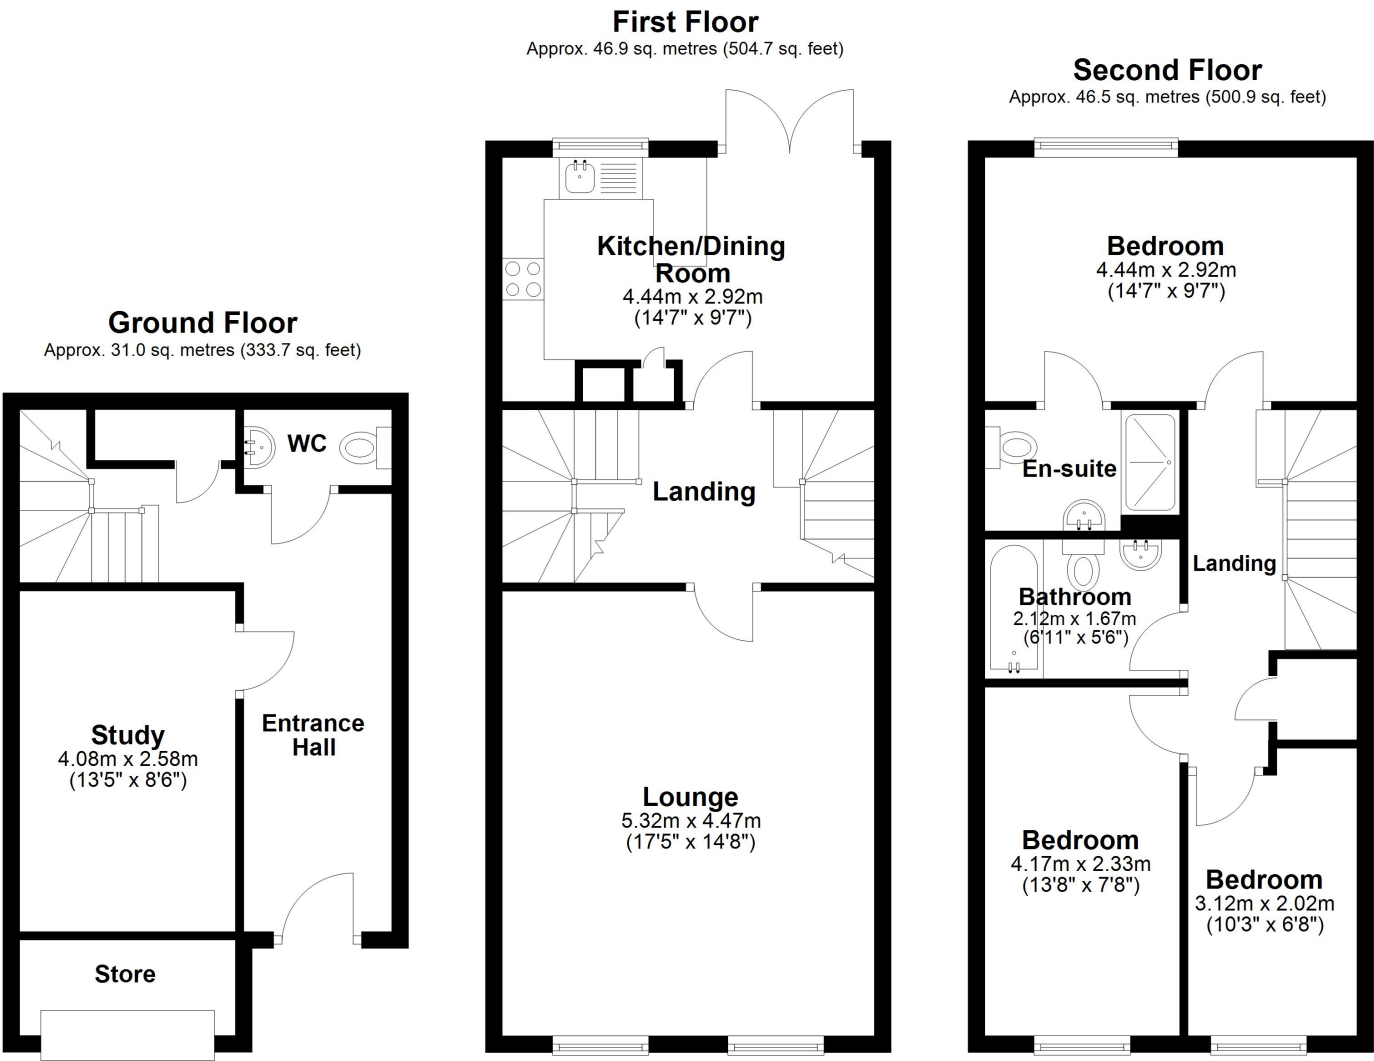 First Floor
Approx. 46.9 sq. metres (504.7 sq. feet)
Kitchen/Dining
Room
4.44m x 2.92m
(14'7" x 9'7")
Landing
Lounge
5.32m x 4.47m
(17'5" x 14'8")
Second Floor
Approx. 46.5 sq. metres (500.9 sq. feet)
Bedroom
4.44m x 2.92m
(14'7" x 9'7")
En-suite
Landing
Bathroom
2.12m x 1.67m
(6'11" x 5'6")
Bedroom
4.17m x 2.33m
(13'8" x 7'8")
Bedroom
3.12m x 2.02m
(10'3" x 6'8")
Ground Floor
Approx. 31.0 sq. metres (333.7 sq. feet)
WC
Study
4.08m x 2.58m
(13'5" x 8'6")
Entrance
Hall
Store